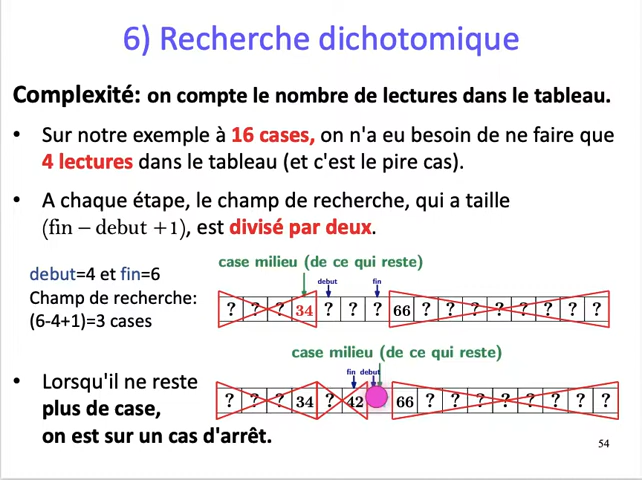 6) Recherche dichotomique
Complexité: on compte le nombre de lectures dans le tableau.
• Sur notre exemple à 16 cases, on n'a eu besoin de ne faire que
4 lectures dans le tableau (et c'est le pire cas).
• A chaque étape, le champ de recherche, qui a taille
(fin − debut +1), est divisé par deux.
case milieu (de ce qui reste)
debut=4 et fin=6
Champ de recherche:
(6-4+1)=3 cases
debut fin
? ? ? 34 ? ? ? 66 ? ? ? ? ? ? ? ?
case milieu (de ce qui reste)
fin debut
? ? ? 34 ? 42 66 ? ? ? ? ? ? ? ?
• Lorsqu'il ne reste
plus de case,
on est sur un cas d'arrêt.
54